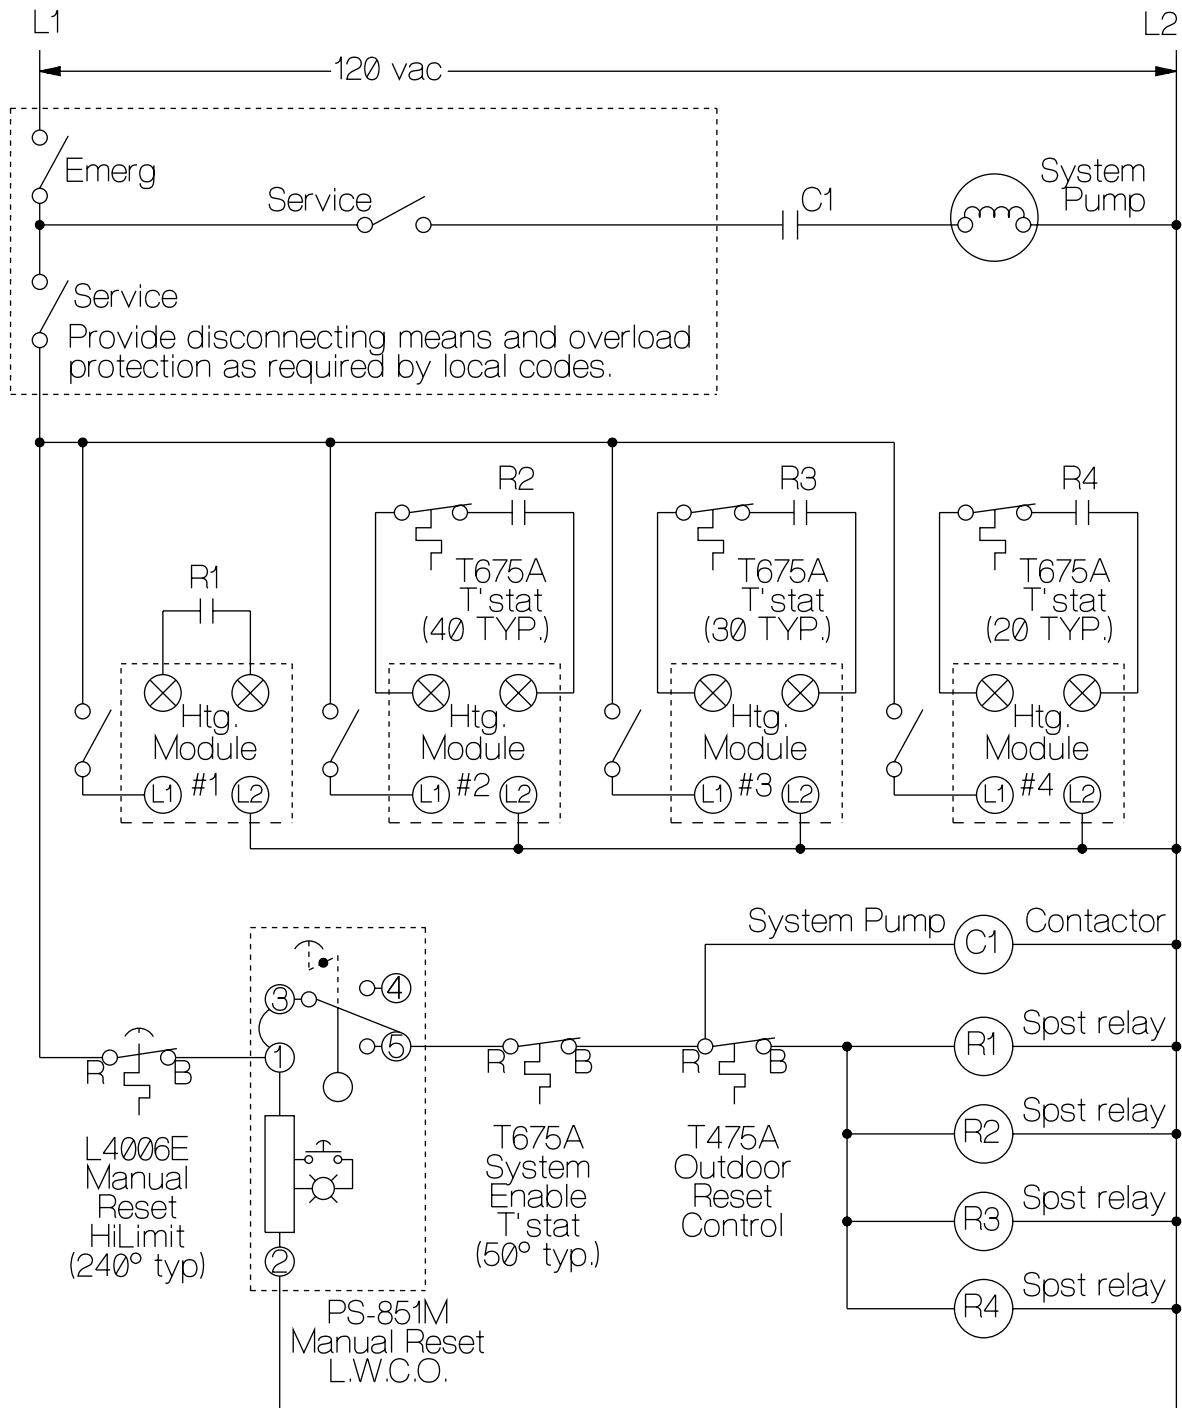 L1
L2
120 vac
Emerg
Service
C1
System
Pump
Service
Provide disconnecting means and overload
protection as required by local codes.
R1
R2
T675A
T'stat
(40 TYP.)
R3
T675A
T'stat
(30 TYP.)
R4
T675A
T'stat
(20 TYP.)
Htg.
Module
#1
L1
L2
Htg.
Module
#2
L1
L2
Htg.
Module
#3
L1
L2
Htg.
Module
#4
L1
L2
System Pump
C1
Contactor
3
4
1
5
2
R
B
L4006E
Manual
Reset
HiLimit
(240° typ)
PS-851M
Manual Reset
L.W.C.O.
R
B
T675A
System
Enable
T'stat
(50° typ.)
R
B
T475A
Outdoor
Reset
Control
R1
Spst relay
R2
Spst relay
R3
Spst relay
R4
Spst relay